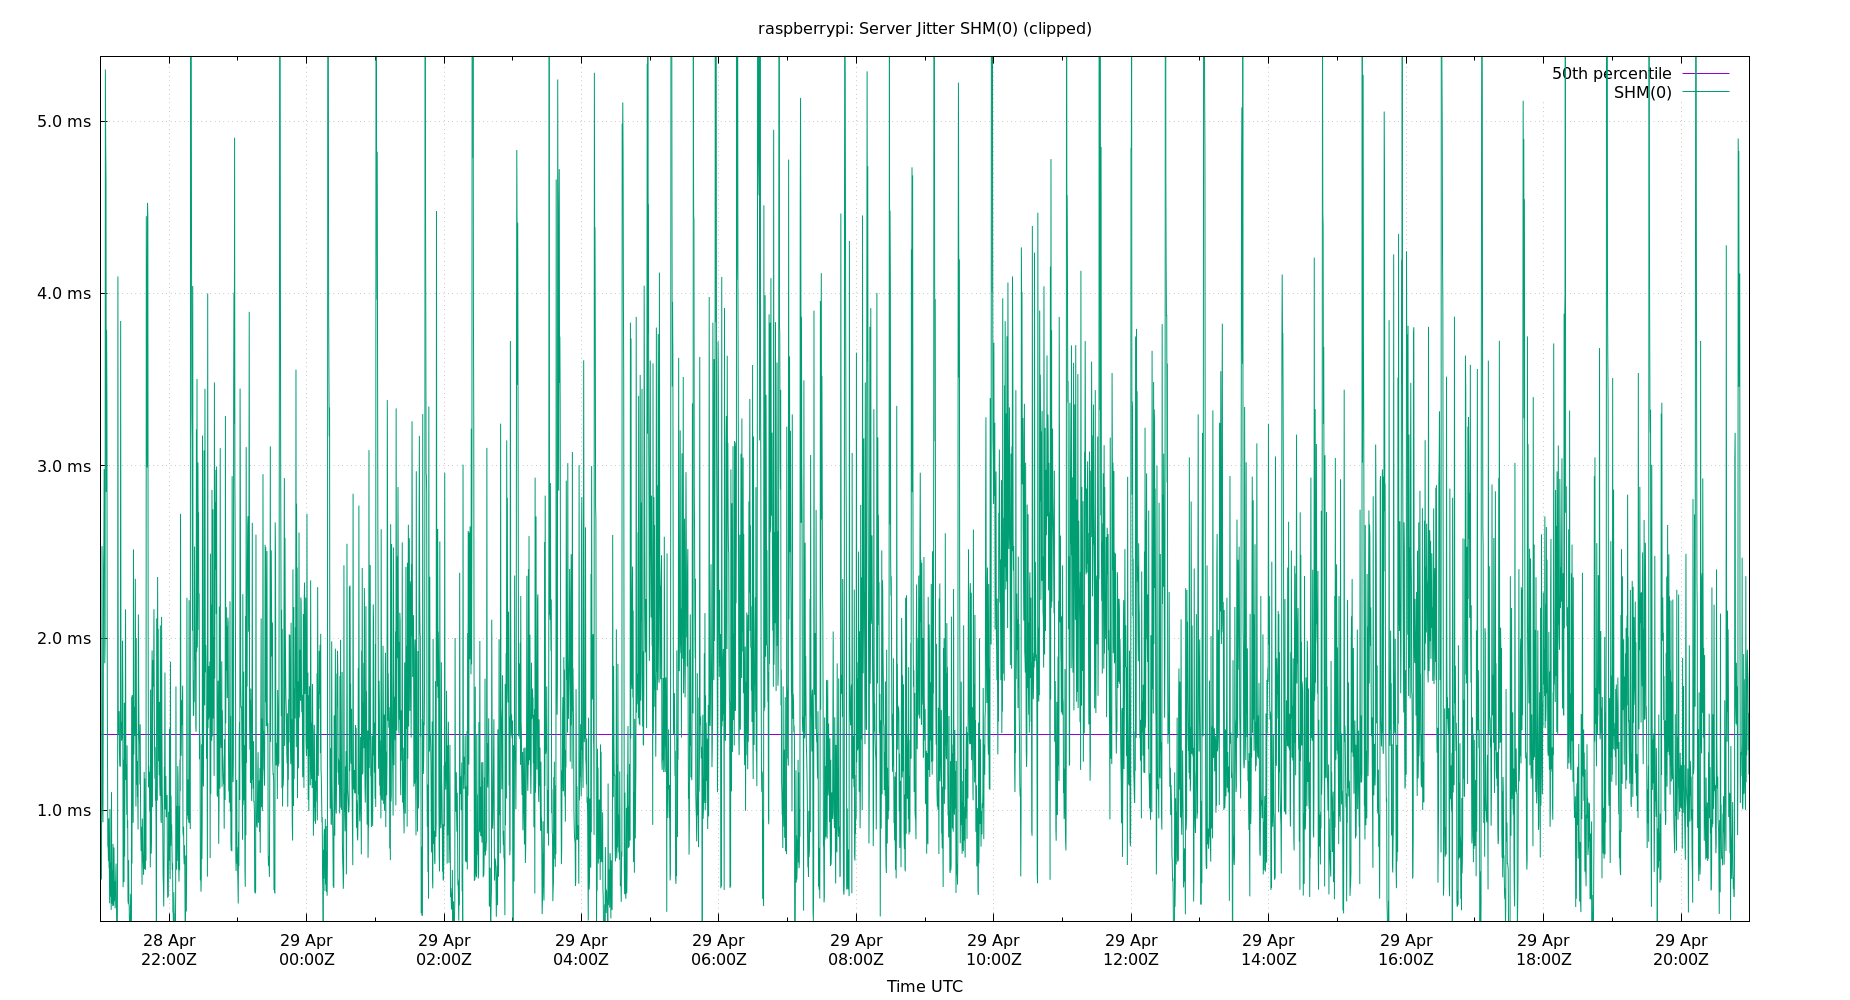 raspberrypi: Server Jitter SHM(0) (clipped)
50th percentile
SHM(0)
5.0 ms
4.0 ms
3.0 ms
2.0 ms
1.0 ms
28 Apr 29 Apr 29 Apr 29 Apr 29 Apr 29 Apr 29 Apr 29 Apr 29 Apr 29 Apr 29 Apr 29 Apr
22:00Z 00:00Z 02:00Z 04:00Z 06:00Z 08:00Z 10:00Z 12:00Z 14:00Z 16:00Z 18:00Z 20:00Z
Time UTC